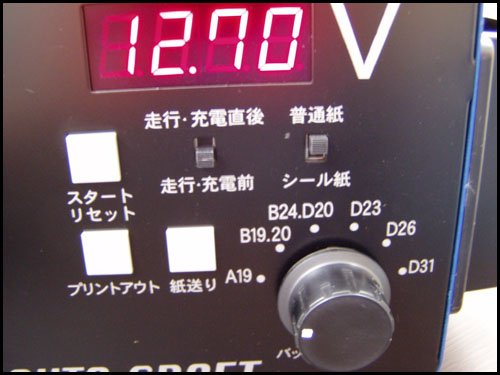 12.70 V
走行・充電直後 普通紙
走行・充電前 シール紙
スタート
リセット
プリントアウト 紙送り
B24.D20 D23
B19.20 D26
A19 D31
バッ